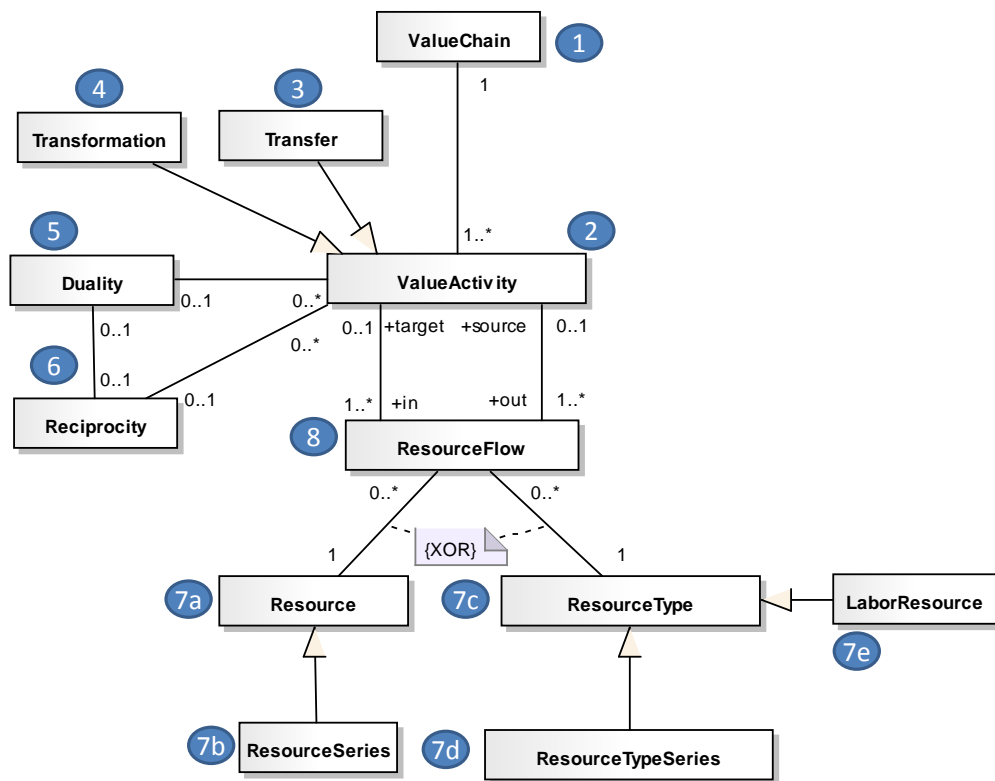 ValueChain
1
1
4
3
Transformation
Transfer
5
1..*
2
Duality
ValueActivity
0..1
0..*
0..1
0..1
+target
+source
0..1
0..*
6
0..1
0..1
Reciprocity
1..*
+in
+out
1..*
8
ResourceFlow
0..*
0..*
{XOR}
1
1
7a
Resource
7c
ResourceType
LaborResource
7e
7b
ResourceSeries
7d
ResourceTypeSeries